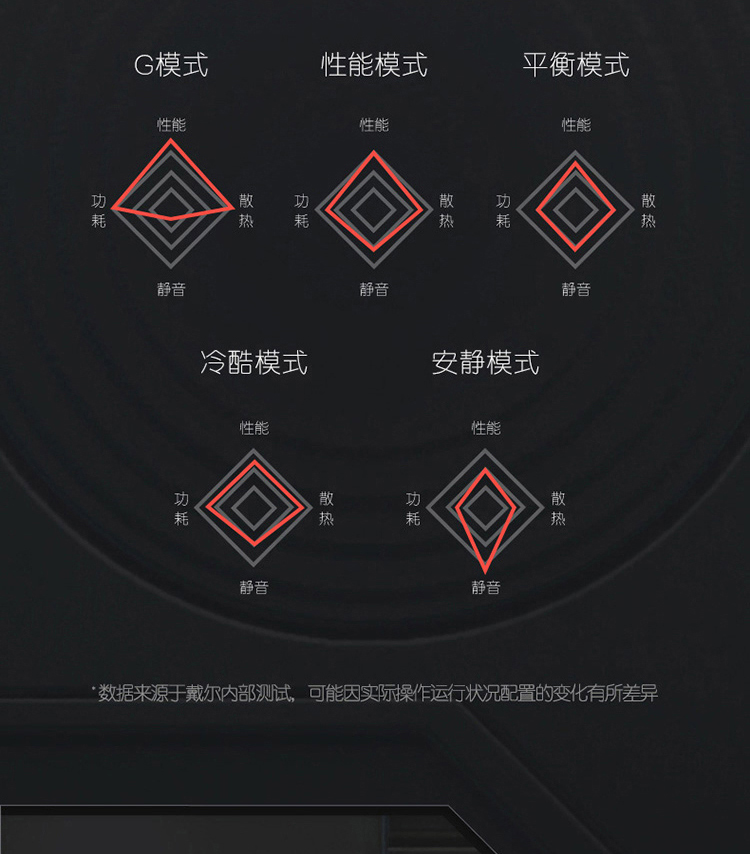 G模式
性能
功耗
散热
静音
性能模式
性能
功耗
散热
静音
平衡模式
性能
功耗
散热
静音
冷酷模式
性能
功耗
散热
静音
安静模式
性能
功耗
散热
静音
*数据来源于戴尔内部测试，可能因实际操作运行状况配置的变化有所差异